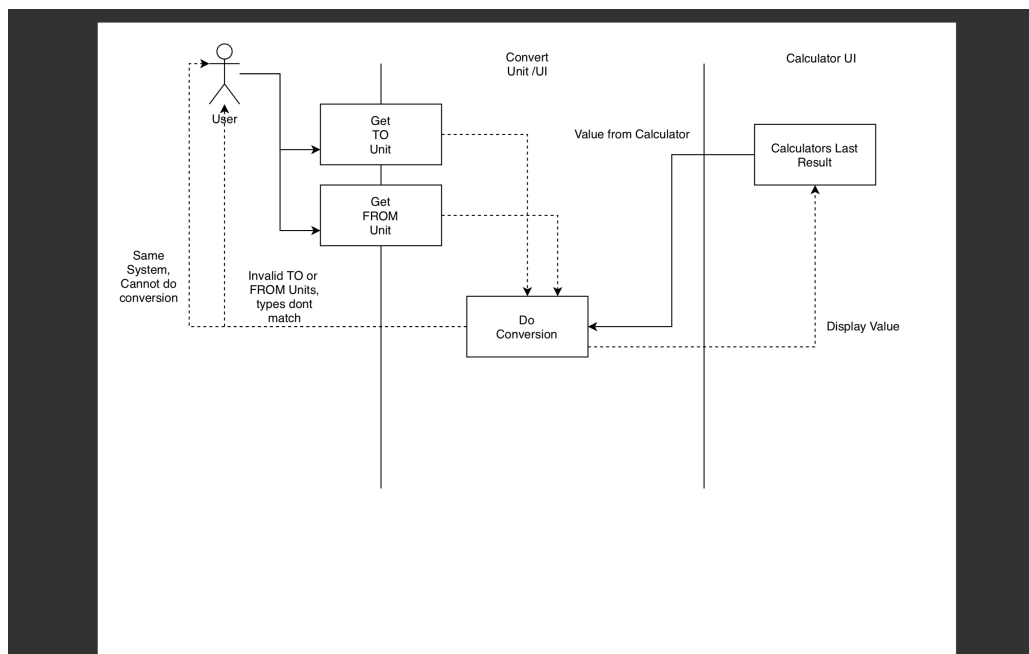 Convert
Unit /UI
Calculator UI
User
Get
TO
Unit
Value from Calculator
Calculators Last
Result
Get
FROM
Unit
Same
System,
Cannot do
conversion
Invalid TO or
FROM Units,
types dont
match
Do
Conversion
Display Value